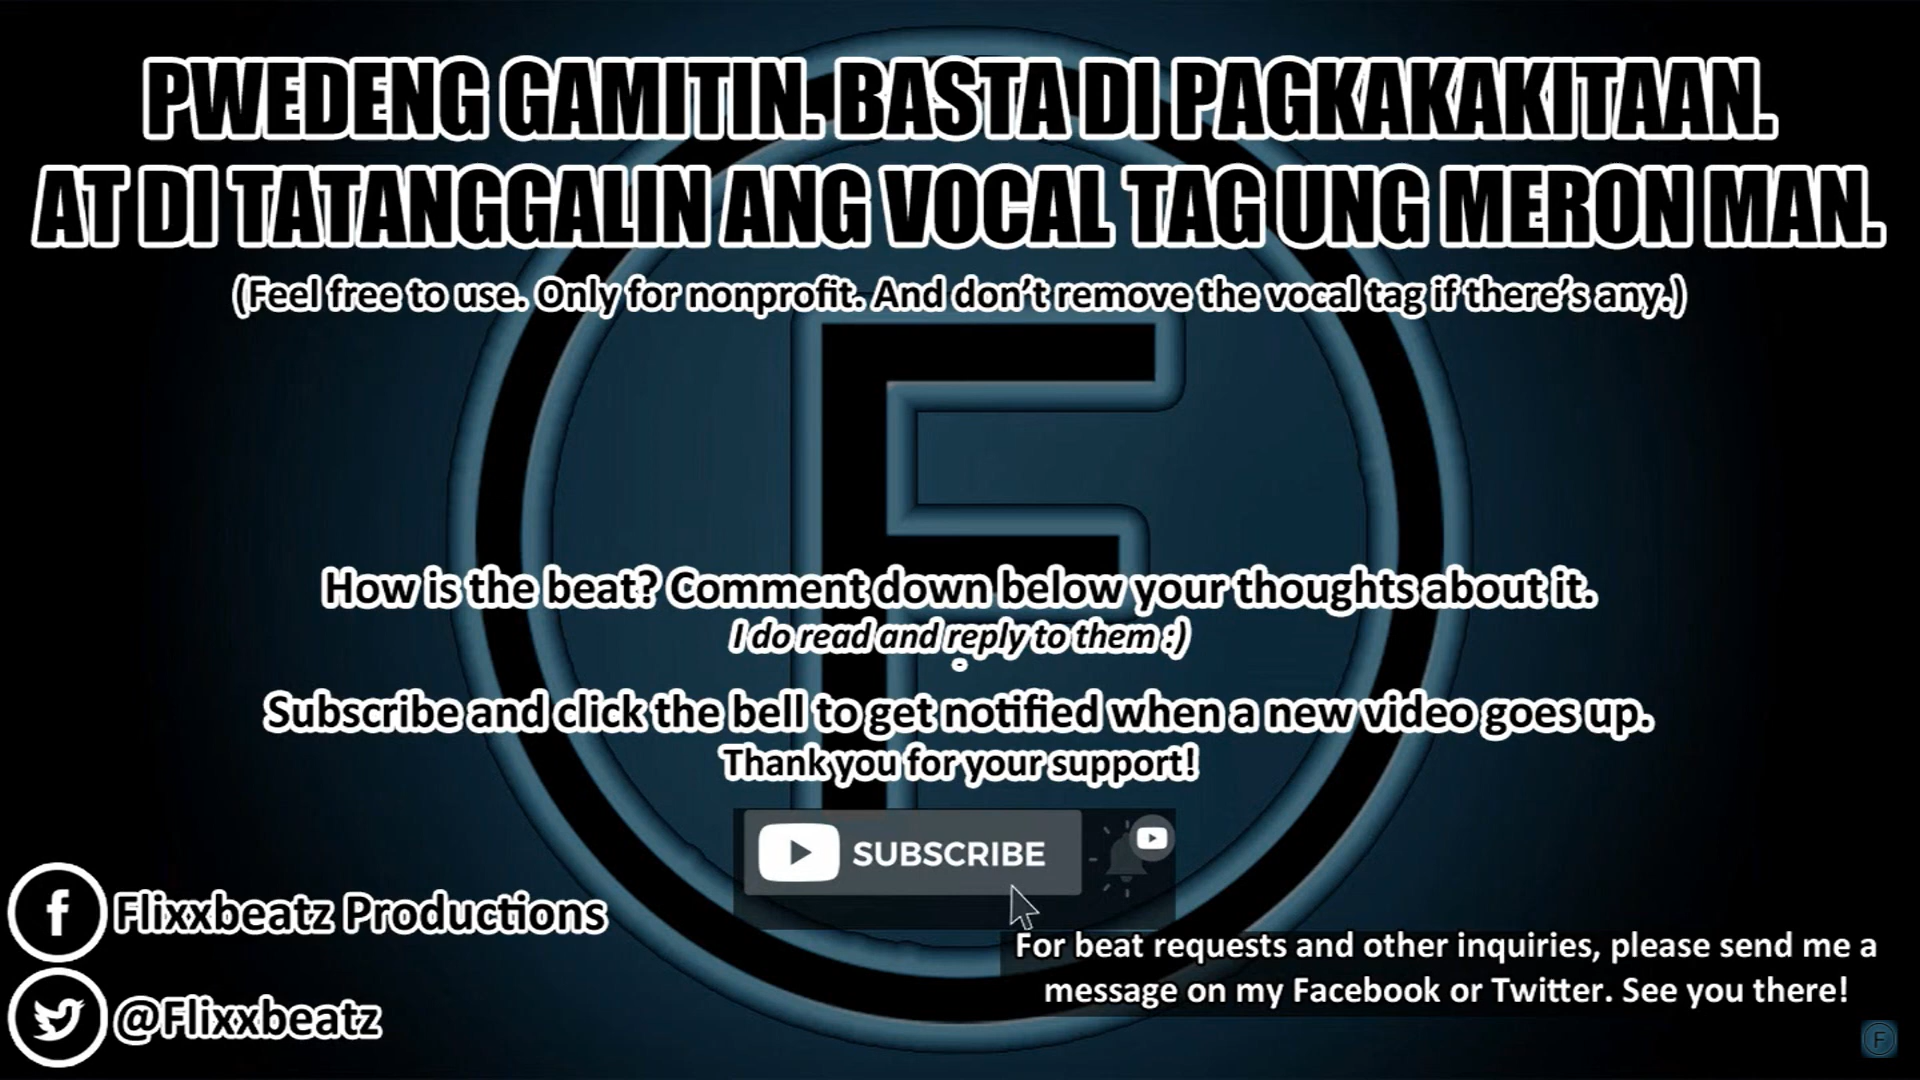 PWEDENG GAMITIN. BASTA DI PAGKAKAKITAAN.
AT DI TATANGGALIN ANG VOCAL TAG UNG MERON MAN.
(Feel free to use. Only for nonprofit. And don't remove the vocal tag if there's any.)
F
How is the beat? Comment down below your thoughts about it.
I do read and reply to them :)
-
Subscribe and click the bell to get notified when a new video goes up.
Thank you for your support!
SUBSCRIBE
f Flixxbeatz Productions
@Flixxbeatz
For beat requests and other inquiries, please send me a
message on my Facebook or Twitter. See you there!
F